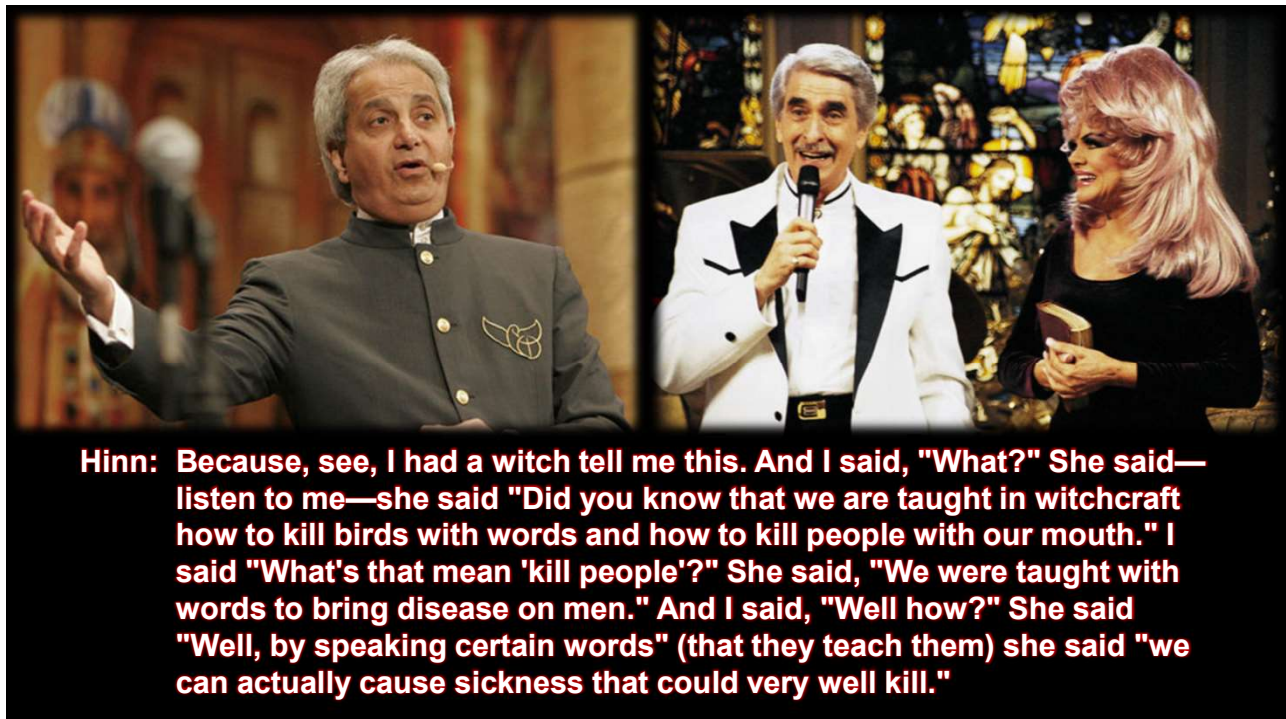 Hinn: Because, see, I had a witch tell me this. And I said, "What?" She said—
listen to me—she said "Did you know that we are taught in witchcraft
how to kill birds with words and how to kill people with our mouth." I
said "What's that mean 'kill people'?" She said, "We were taught with
words to bring disease on men." And I said, "Well how?" She said
"Well, by speaking certain words" (that they teach them) she said "we
can actually cause sickness that could very well kill."